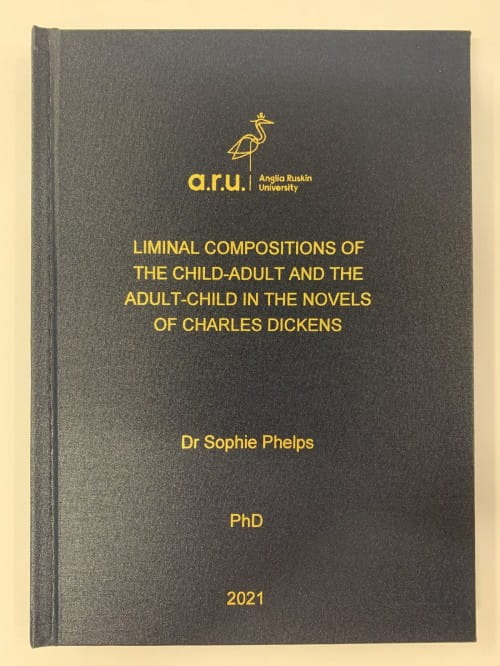 a.r.u.
Anglia Ruskin
University
LIMINAL COMPOSITIONS OF
THE CHILD-ADULT AND THE
ADULT-CHILD IN THE NOVELS
OF CHARLES DICKENS
Dr Sophie Phelps
PhD
2021